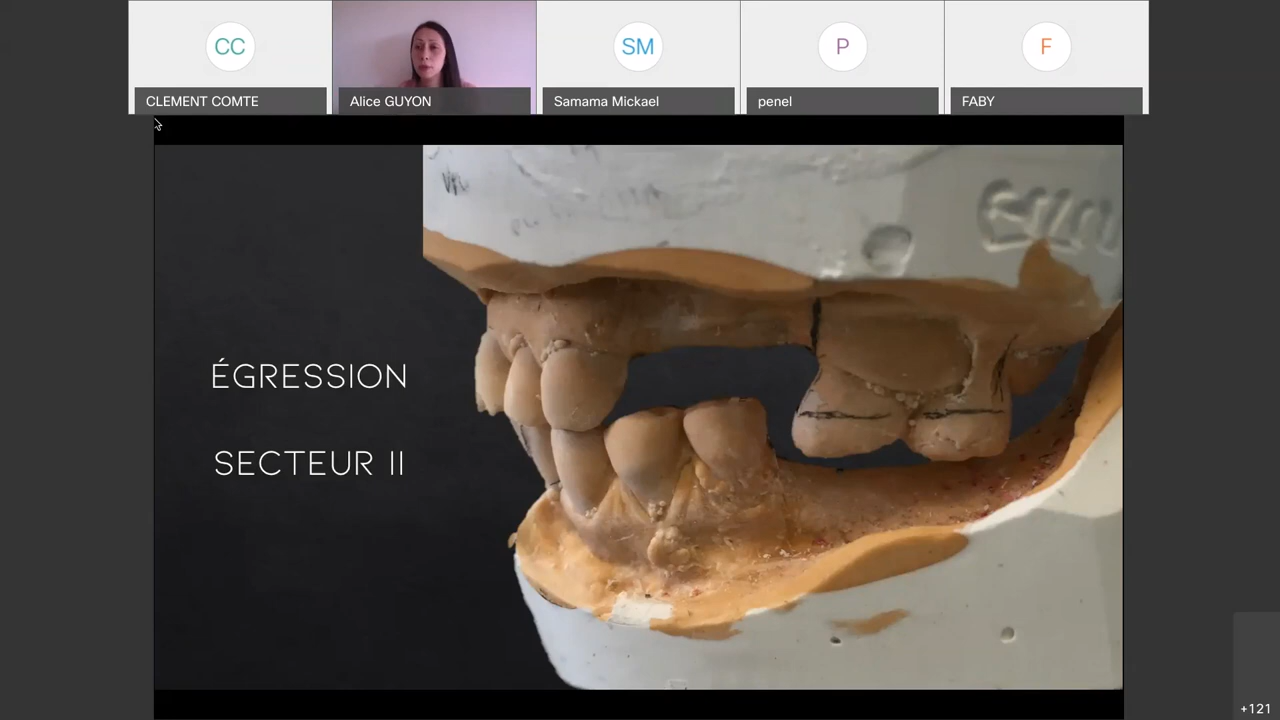 CC
SM
P
F
CLEMENT COMTE
Alice GUYON
Samama Mickael
penel
FABY
ÉGRESSION
SECTEUR II
+121